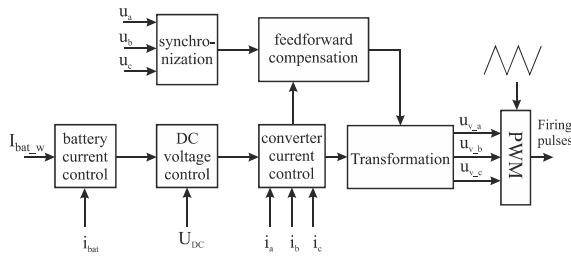 u_a
u_b
u_c
synchro-
nization
feedforward
compensation
I_bat_w
battery
current
control
DC
voltage
control
converter
current
control
Transformation
u_v_a
u_v_b
u_v_c
PWM
Firing
pulses
i_bat
U_DC
i_a
i_b
i_c